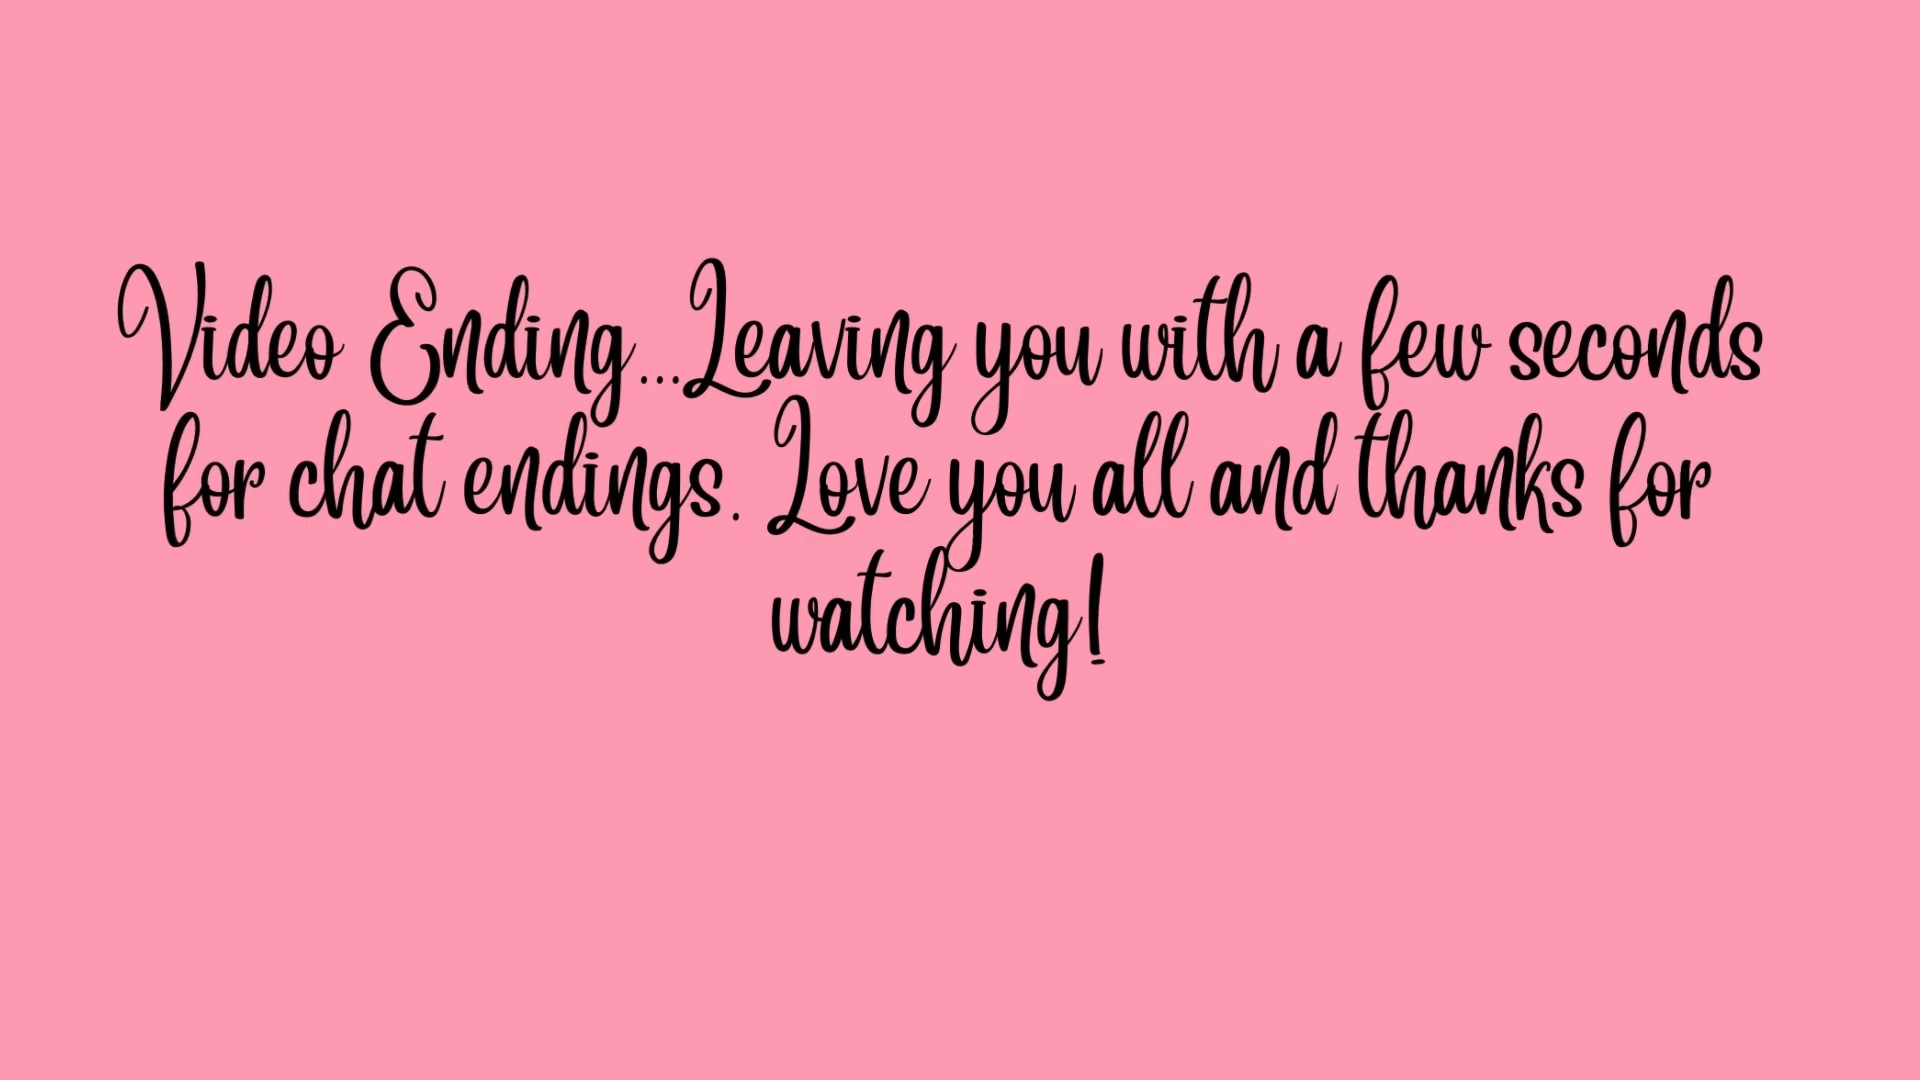 Video Ending...Leaving you with a few seconds
for chat endings. Love you all and thanks for
watching!